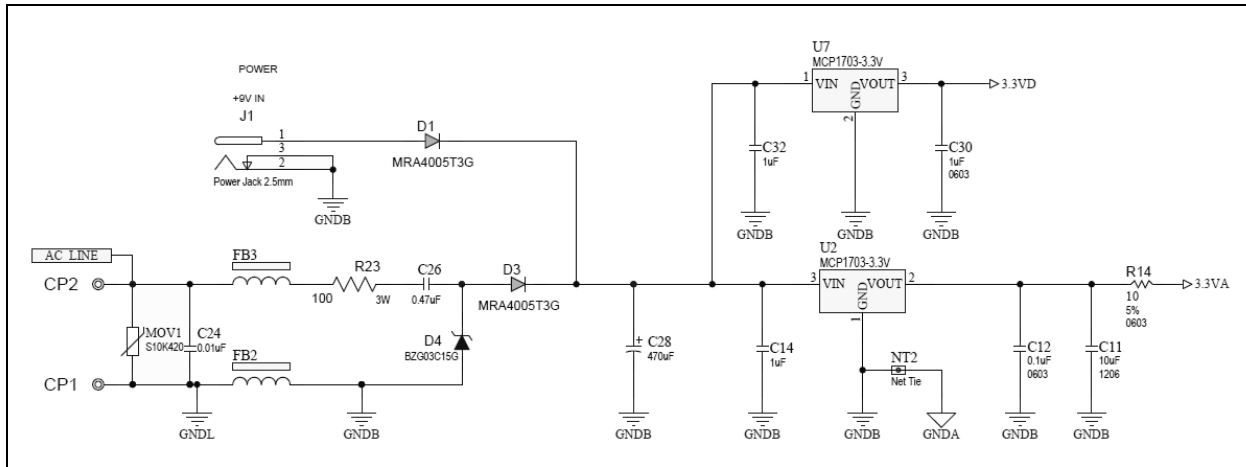 POWER
+9V IN
J1
1
3
2
Power Jack 2.5mm
GNDB
D1
MRA4005T3G
U7
MCP1703-3.3V
1
VIN
VOUT
3
GND
2
3.3VD
C32
1uF
C30
1uF
0603
GNDB
GNDB
GNDB
AC LINE
CP2
FB3
R23
100
3W
C26
0.47uF
D3
MRA4005T3G
MOV1
S10K420
C24
0.01uF
FB2
D4
BZG03C15G
CP1
GNDL
GNDB
C28
470uF
GNDB
C14
1uF
U2
MCP1703-3.3V
3
VIN
VOUT
2
GND
1
NT2
Net Tie
GNDB
GNDA
C12
0.1uF
0603
GNDB
C11
10uF
1206
GNDB
R14
10
5%
0603
3.3VA